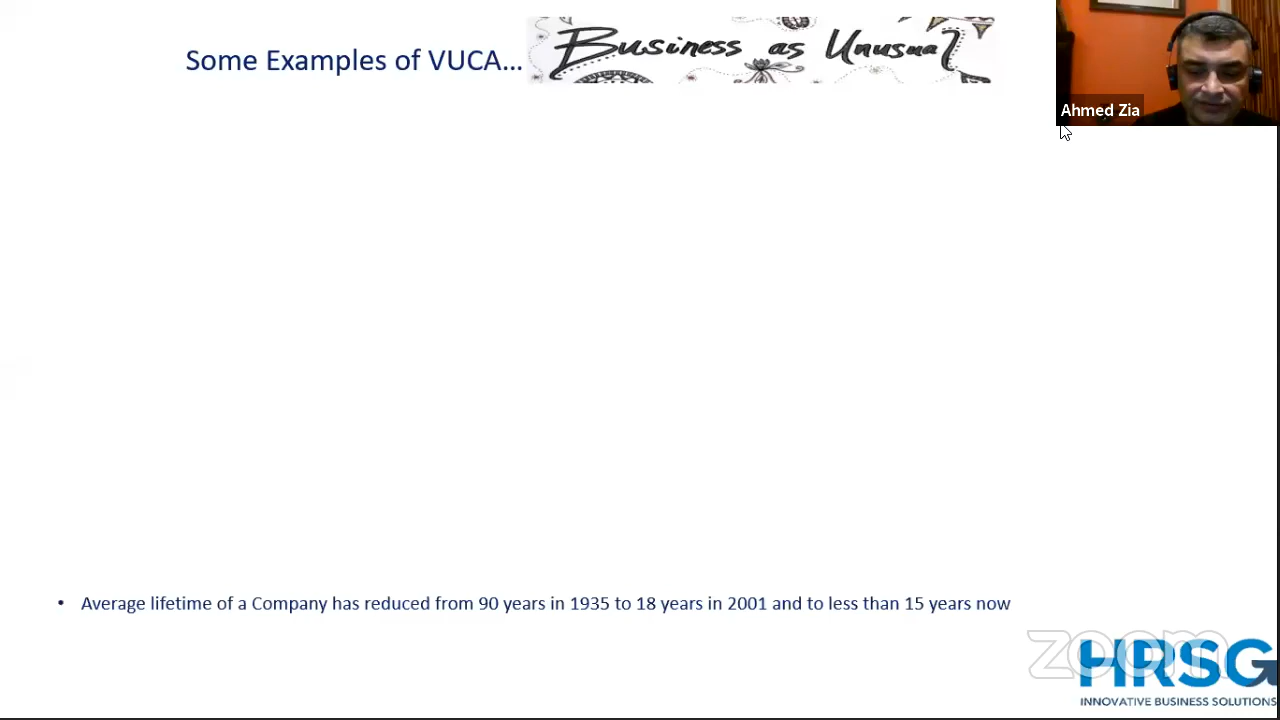 Some Examples of VUCA...
Business as Unusual
Ahmed Zia
• Average lifetime of a Company has reduced from 90 years in 1935 to 18 years in 2001 and to less than 15 years now
zoom
HRSG
INNOVATIVE BUSINESS SOLUTIONS